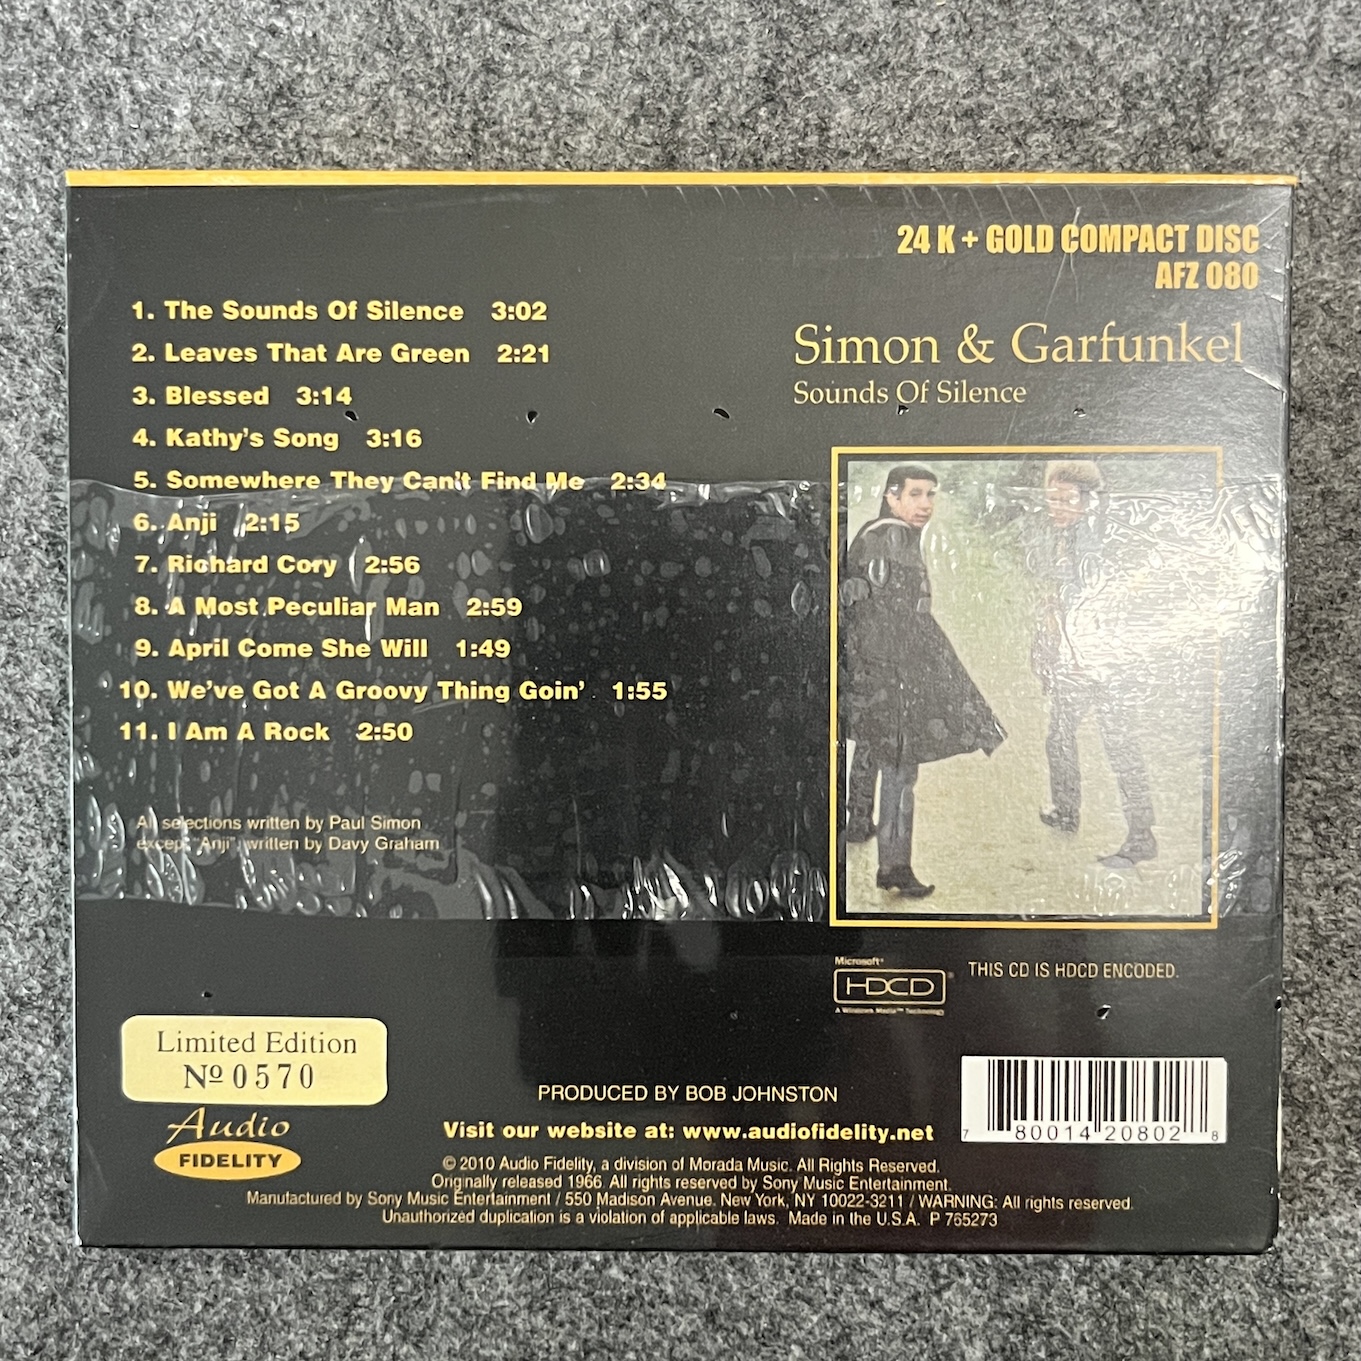 24 K + GOLD COMPACT DISC
AFZ 080
Simon & Garfunkel
Sounds Of Silence
1. The Sounds Of Silence 3:02
2. Leaves That Are Green 2:21
3. Blessed 3:14
4. Kathy's Song 3:16
5. Somewhere They Can't Find Me 2:34
6. Anji 2:15
7. Richard Cory 2:56
8. A Most Peculiar Man 2:59
9. April Come She Will 1:49
10. We've Got A Groovy Thing Goin' 1:55
11. I Am A Rock 2:50
All selections written by Paul Simon
except "Anji", written by Davy Graham
Microsoft®
HDCD®
A Windows Media™ Technology
THIS CD IS HDCD ENCODED.
Limited Edition
Nº 0570
Audio
FIDELITY
PRODUCED BY BOB JOHNSTON
Visit our website at: www.audiofidelity.net
© 2010 Audio Fidelity, a division of Morada Music. All Rights Reserved.
Originally released 1966. All rights reserved by Sony Music Entertainment.
Manufactured by Sony Music Entertainment / 550 Madison Avenue, New York, NY 10022-3211 / WARNING: All rights reserved.
Unauthorized duplication is a violation of applicable laws. Made in the U.S.A. P 765273
7 80014 20802 8